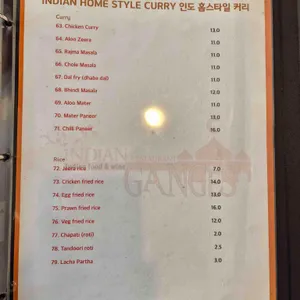 INDIAN HOME STYLE CURRY 인도 홈스타일 커리
Curry
63. Chicken Curry 13.0
64. Aloo Zeera 11.0
65. Rajma Masala 11.0
66. Chole Masala 11.0
67. Dal fry (dhaba dal) 11.0
68. Bhindi Masala 12.0
69. Aloo Mater 11.0
70. Mater Paneer 13.0
71. Chilli Paneer 16.0
INDIAN
food & wine
GANGES
Rice
72. Jeera rice 7.0
73. Chicken fried rice 14.0
74. Egg fried rice 13.0
75. Prawn fried rice 16.0
76. Veg fried rice 12.0
77. Chapati (roti) 2.0
78. Tandoori roti 2.5
79. Lacha Partha 3.0